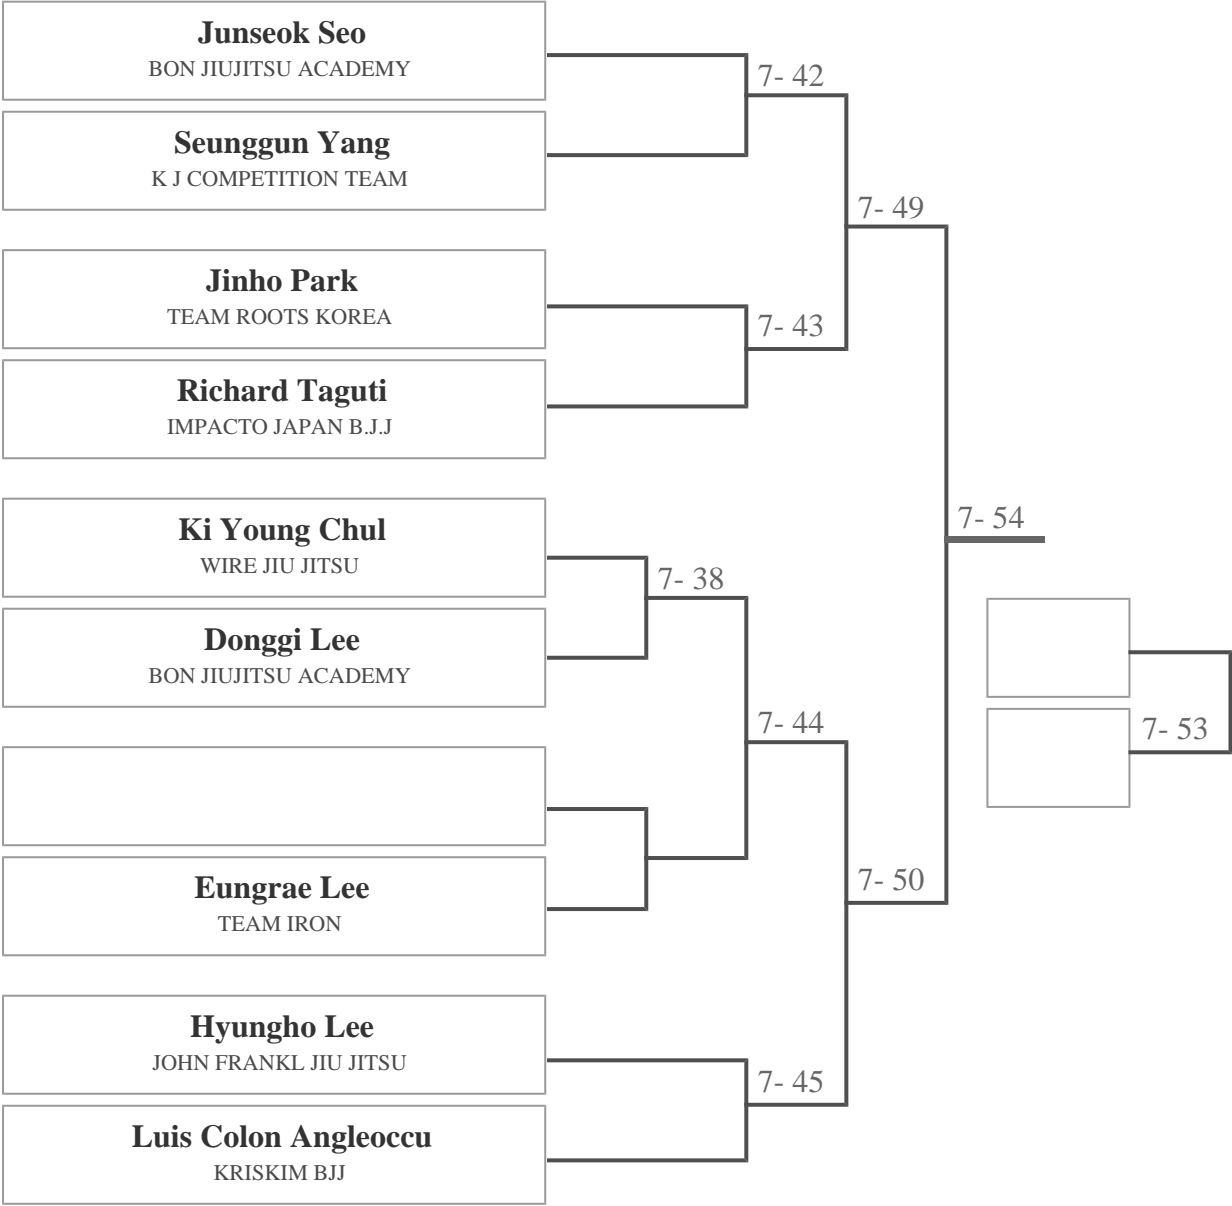 Junseok Seo
BON JIUJITSU ACADEMY
7- 42
Seunggun Yang
K J COMPETITION TEAM
7- 49
Jinho Park
TEAM ROOTS KOREA
7- 43
Richard Taguti
IMPACTO JAPAN B.J.J
Ki Young Chul
WIRE JIU JITSU
7- 54
7- 38
Donggi Lee
BON JIUJITSU ACADEMY
7- 44
7- 53
Eungrae Lee
TEAM IRON
7- 50
Hyungho Lee
JOHN FRANKL JIU JITSU
7- 45
Luis Colon Angleoccu
KRISKIM BJJ